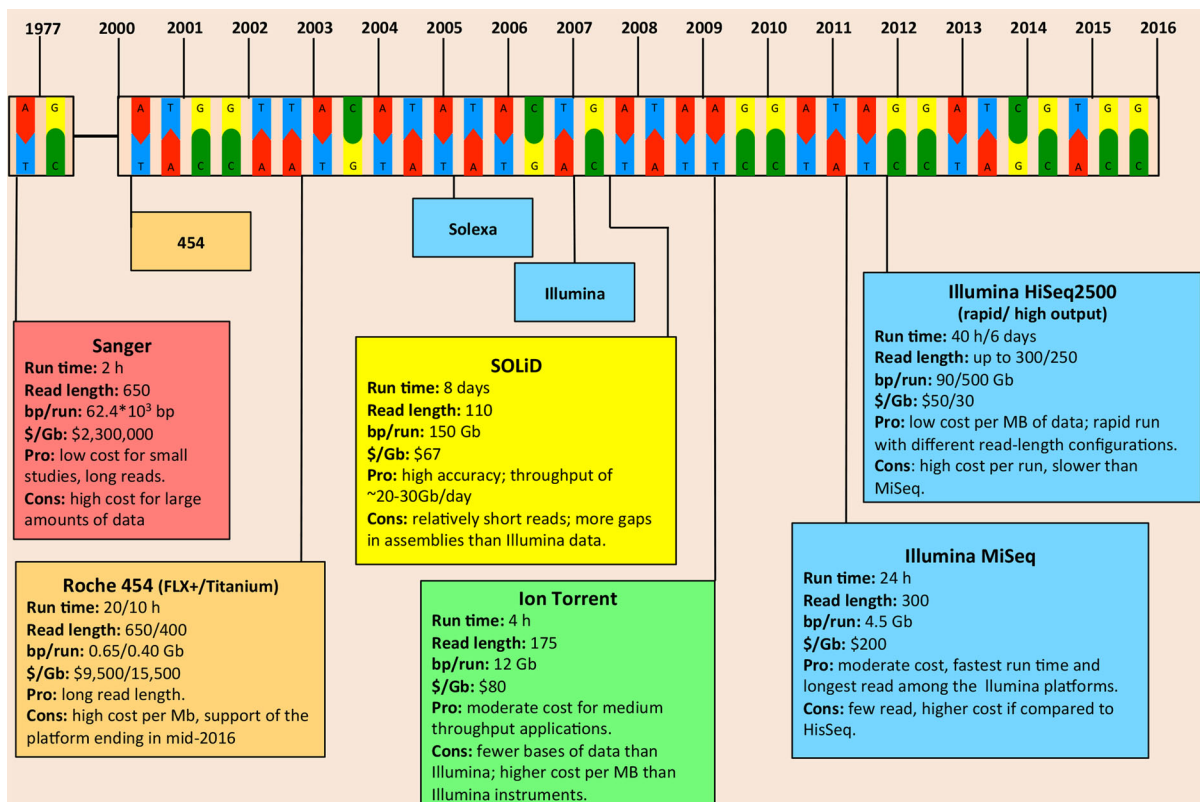 1977 2000 2001 2002 2003 2004 2005 2006 2007 2008 2009 2010 2011 2012 2013 2014 2015 2016
A G A T G G T T A C A T A T A C T G A T A A G G A T A G G A T C G T G G
T C T A C C A A T G T A T A T G A C T A T T C C T A T C C T A G C A C C
454
Solexa
Illumina
Sanger
Run time: 2 h
Read length: 650
bp/run: 62.4*10³ bp
$/Gb: $2,300,000
Pro: low cost for small
studies, long reads.
Cons: high cost for large
amounts of data
Roche 454 (FLX+/Titanium)
Run time: 20/10 h
Read length: 650/400
bp/run: 0.65/0.40 Gb
$/Gb: $9,500/15,500
Pro: long read length.
Cons: high cost per Mb, support of the
platform ending in mid-2016
SOLiD
Run time: 8 days
Read length: 110
bp/run: 150 Gb
$/Gb: $67
Pro: high accuracy; throughput of
~20-30Gb/day
Cons: relatively short reads; more gaps
in assemblies than Illumina data.
Ion Torrent
Run time: 4 h
Read length: 175
bp/run: 12 Gb
$/Gb: $80
Pro: moderate cost for medium
throughput applications.
Cons: fewer bases of data than
Illumina; higher cost per MB than
Illumina instruments.
Illumina HiSeq2500
(rapid/ high output)
Run time: 40 h/6 days
Read length: up to 300/250
bp/run: 90/500 Gb
$/Gb: $50/30
Pro: low cost per MB of data; rapid run
with different read-length configurations.
Cons: high cost per run, slower than
MiSeq.
Illumina MiSeq
Run time: 24 h
Read length: 300
bp/run: 4.5 Gb
$/Gb: $200
Pro: moderate cost, fastest run time and
longest read among the Ilumina platforms.
Cons: few read, higher cost if compared to
HisSeq.